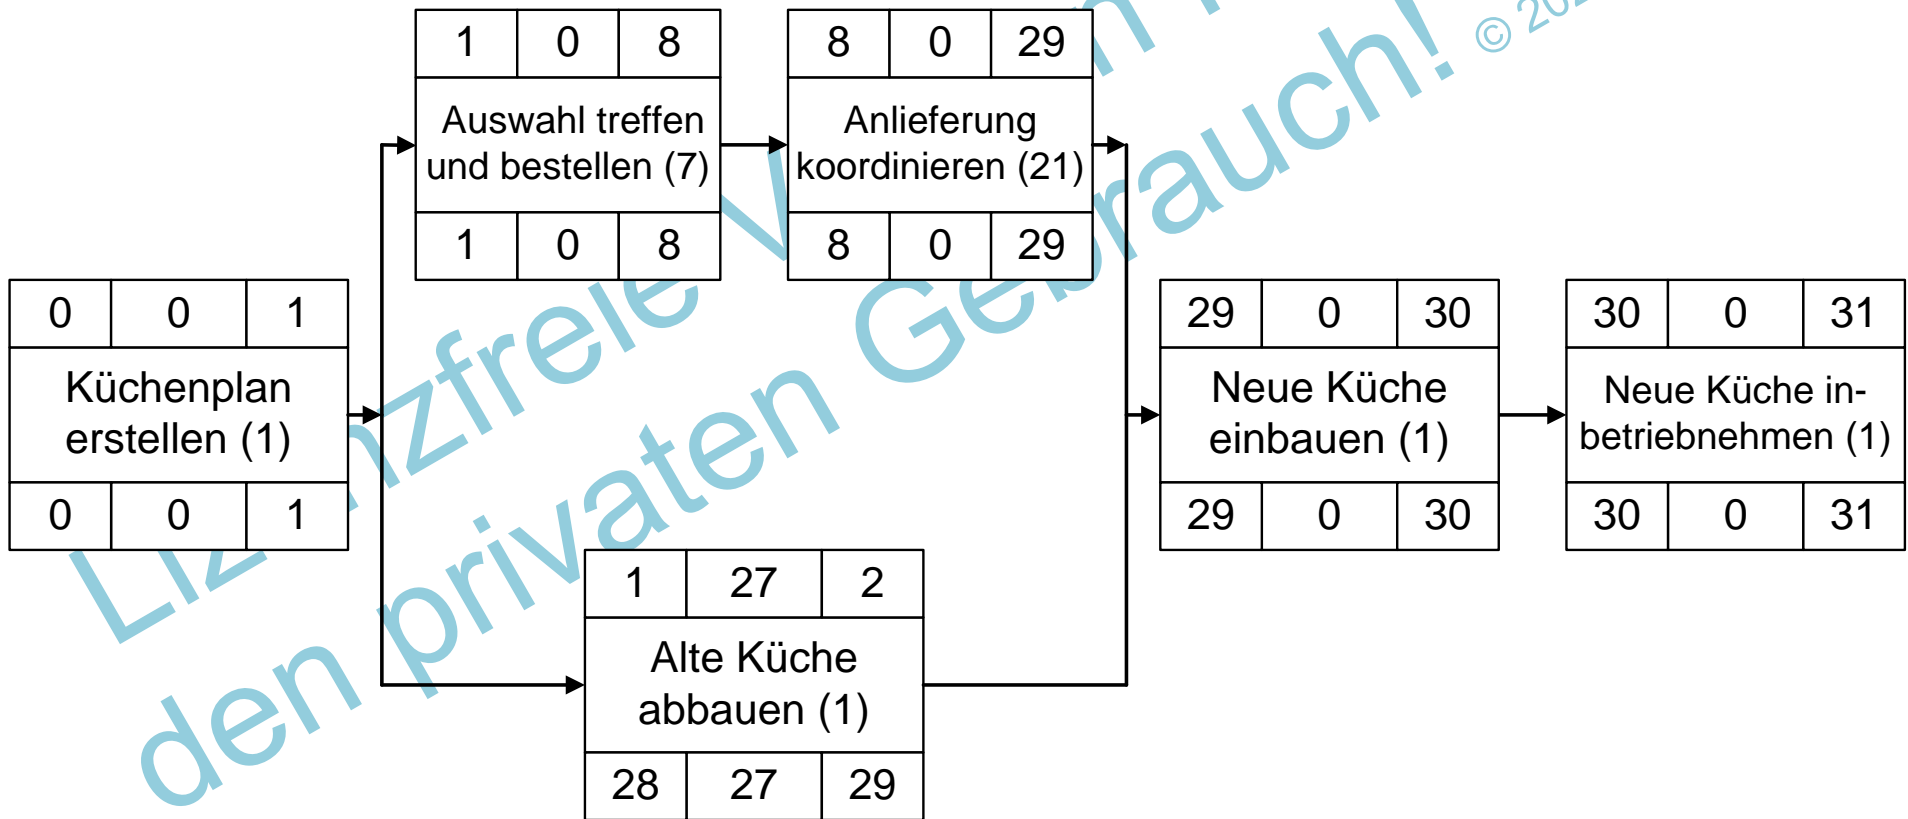 1 0 8
Auswahl treffen
und bestellen (7)
1 0 8
8 0 29
Anlieferung
koordinieren (21)
8 0 29
0 0 1
Küchenplan
erstellen (1)
0 0 1
1 27 2
Alte Küche
abbauen (1)
28 27 29
29 0 30
Neue Küche
einbauen (1)
29 0 30
30 0 31
Neue Küche in-
betriebnehmen (1)
30 0 31
den privaten Gebrauch!